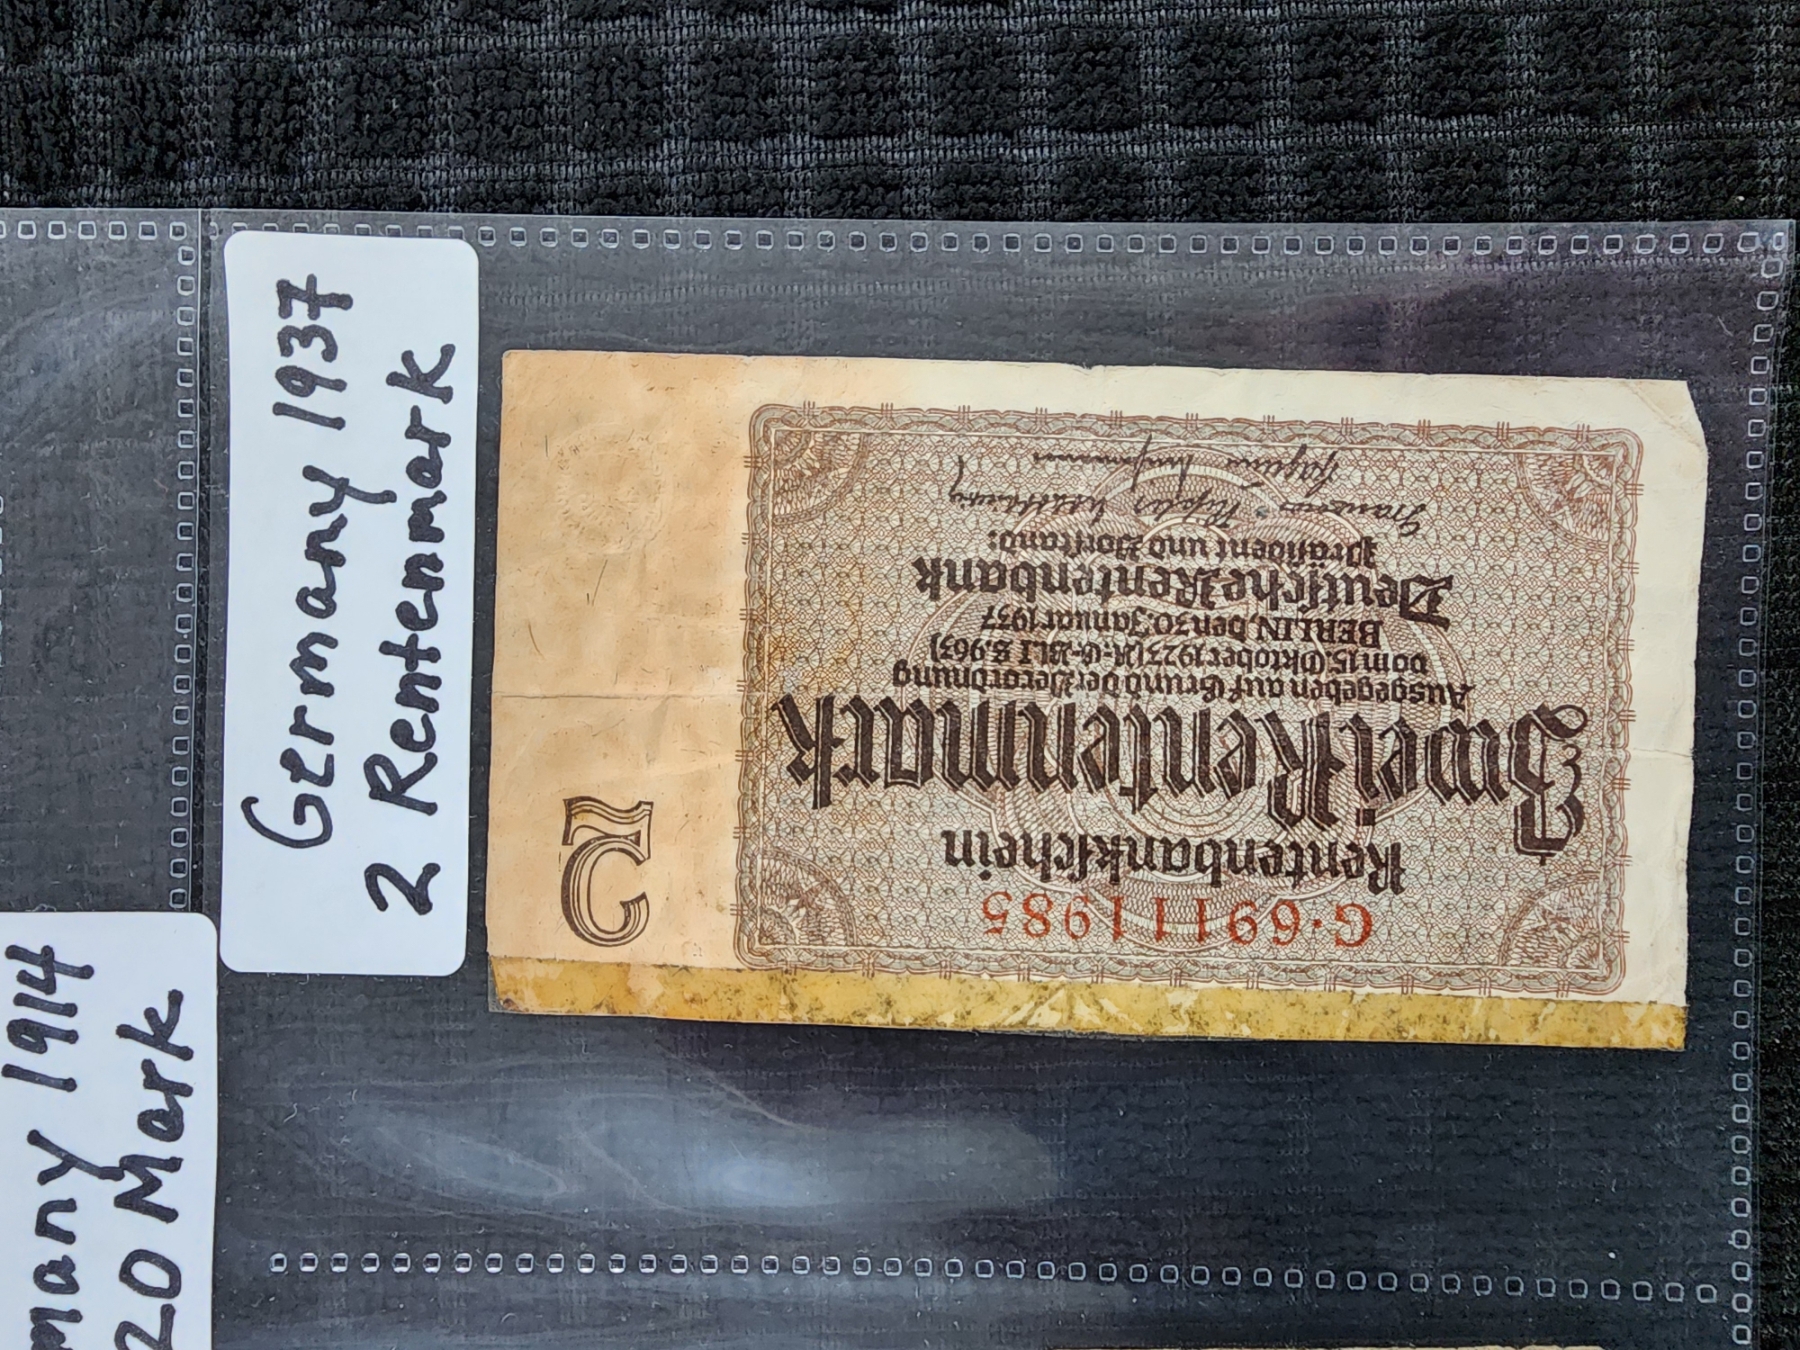 Germany 1937
2 Rentenmark
many 1914
20 Mark
G·69111985
Rentenbankſchein
Zwei Rentenmark
Ausgegeben auf Grund der Verordnung
vom 15. Oktober 1923 (R.-G.-Bl. I S. 963)
BERLIN, den 30. Januar 1937
Deutſche Rentenbank
Präſident und Vorſtand:
2